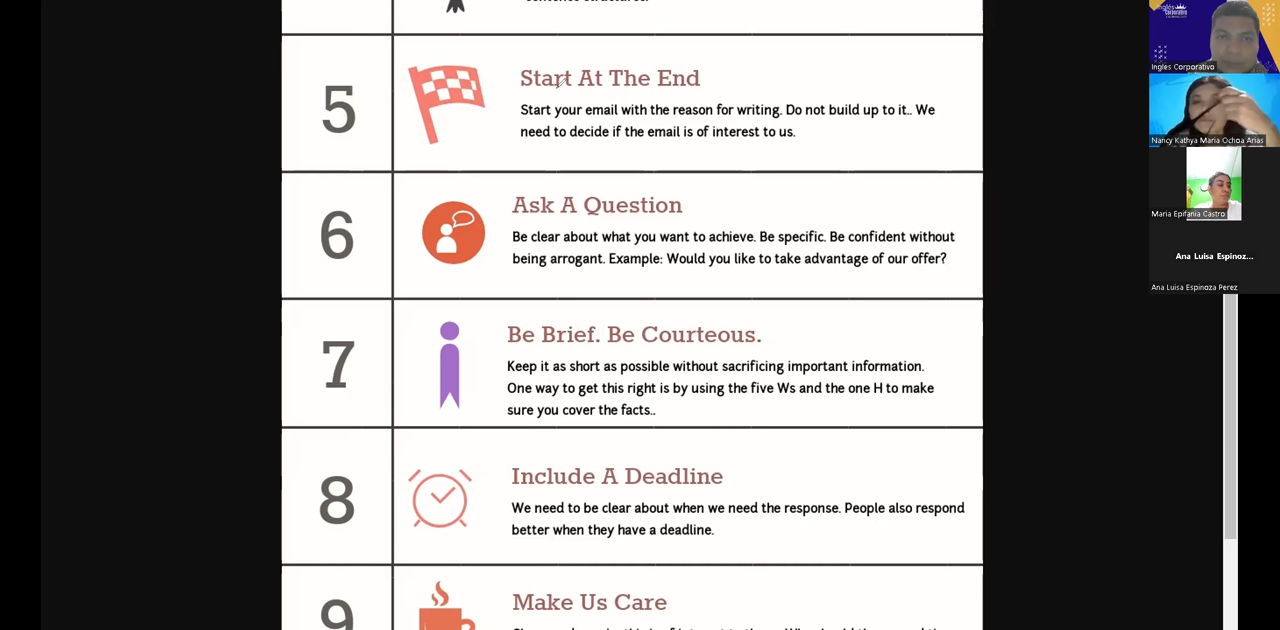 5
Start At The End
Start your email with the reason for writing. Do not build up to it.. We
need to decide if the email is of interest to us.
6
Ask A Question
Be clear about what you want to achieve. Be specific. Be confident without
being arrogant. Example: Would you like to take advantage of our offer?
7
Be Brief. Be Courteous.
Keep it as short as possible without sacrificing important information.
One way to get this right is by using the five Ws and the one H to make
sure you cover the facts..
8
Include A Deadline
We need to be clear about when we need the response. People also respond
better when they have a deadline.
9
Make Us Care
Inglés Corporativo
Nancy Kathya Maria Ochoa Arias
Maria Epifania Castro
Ana Luisa Espinoz...
Ana Luisa Espinoza Perez